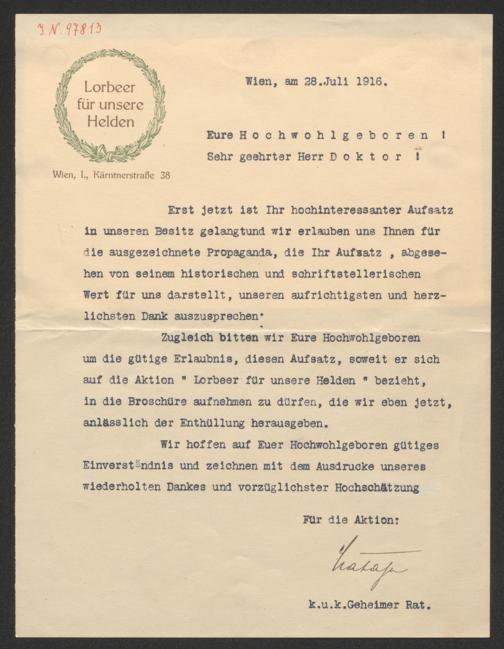 I.N. 97813
Lorbeer
für unsere
Helden
Wien, I., Kärntnerstraße 38
Wien, am 28.Juli 1916.
Eure H o c h w o h l g e b o r e n !
Sehr geehrter Herr D o k t o r !
Erst jetzt ist Ihr hochinteressanter Aufsatz
in unseren Besitz gelangtund wir erlauben uns Ihnen für
die ausgezeichnete Propaganda, die Ihr Aufsatz , abgese-
hen von seinem historischen und schriftstellerischen
Wert für uns darstellt, unseren aufrichtigsten und herz-
lichsten Dank auszusprechen.
Zugleich bitten wir Eure Hochwohlgeboren
um die gütige Erlaubnis, diesen Aufsatz, soweit er sich
auf die Aktion " Lorbeer für unsere Helden " bezieht,
in die Broschüre aufnehmen zu dürfen, die wir eben jetzt,
anlässlich der Enthüllung herausgeben.
Wir hoffen auf Euer Hochwohlgeboren gütiges
Einverständnis und zeichnen mit dem Ausdrucke unseres
wiederholten Dankes und vorzüglichster Hochschätzung
Für die Aktion:
k.u.k.Geheimer Rat.